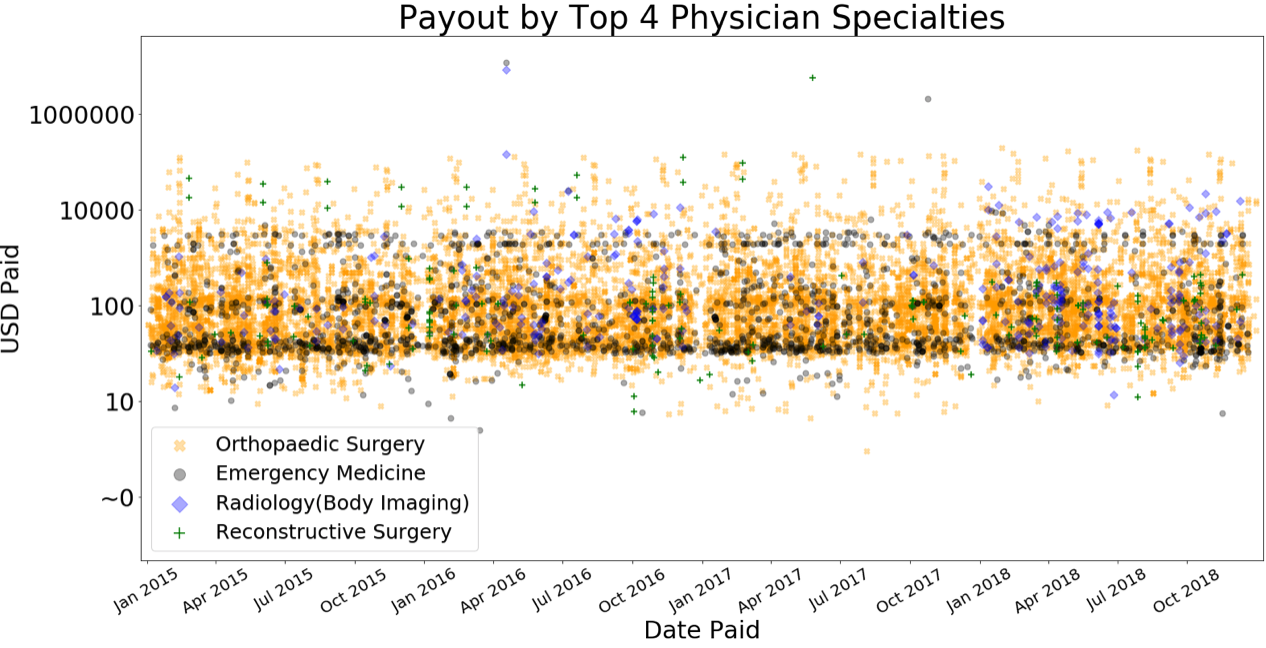 Payout by Top 4 Physician Specialties
USD Paid
1000000
10000
100
10
~0
Orthopaedic Surgery
Emergency Medicine
Radiology(Body Imaging)
Reconstructive Surgery
Jan 2015
Apr 2015
Jul 2015
Oct 2015
Jan 2016
Apr 2016
Jul 2016
Oct 2016
Jan 2017
Apr 2017
Jul 2017
Oct 2017
Jan 2018
Apr 2018
Jul 2018
Oct 2018
Date Paid